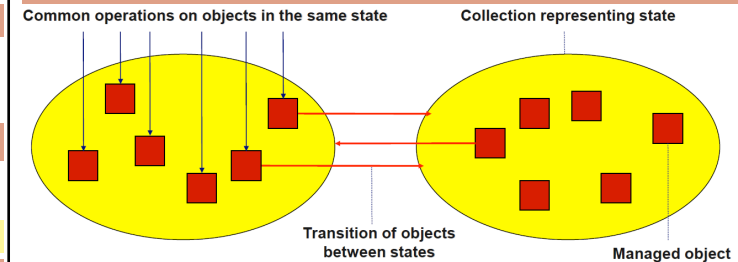 Common operations on objects in the same state
Collection representing state
Transition of objects
between states
Managed object